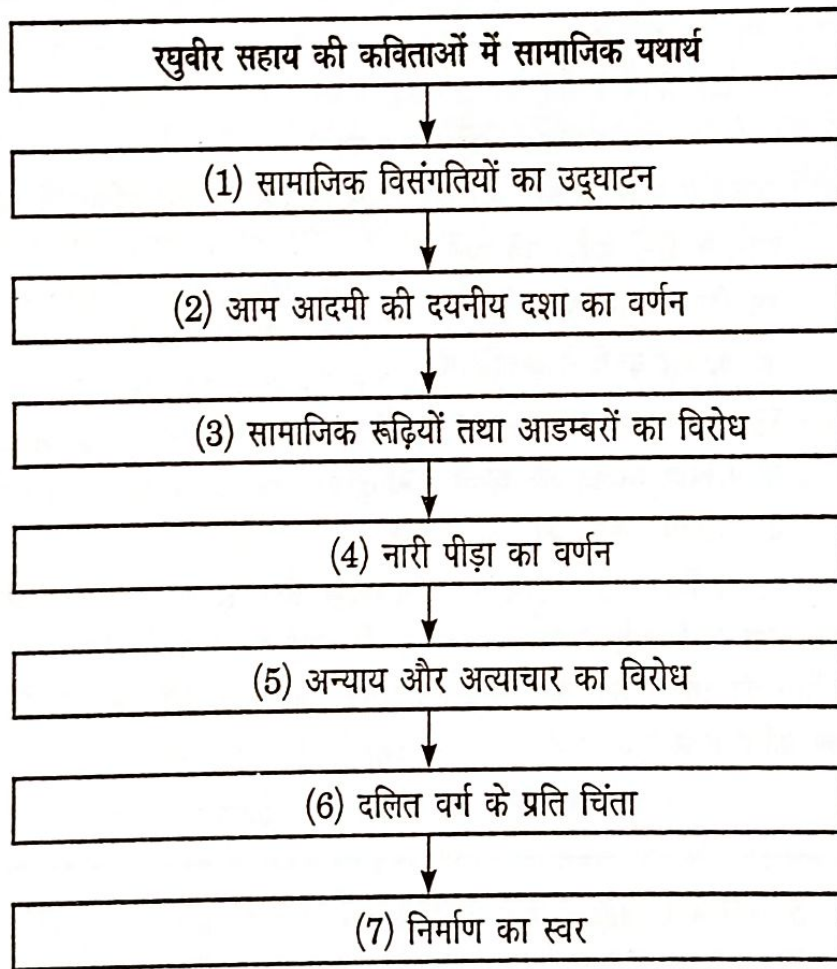 रघुवीर सहाय की कविताओं में सामाजिक यथार्थ
(1) सामाजिक विसंगतियों का उद्‌घाटन
(2) आम आदमी की दयनीय दशा का वर्णन
(3) सामाजिक रूढ़ियों तथा आडम्बरों का विरोध
(4) नारी पीड़ा का वर्णन
(5) अन्याय और अत्याचार का विरोध
(6) दलित वर्ग के प्रति चिंता
(7) निर्माण का स्वर